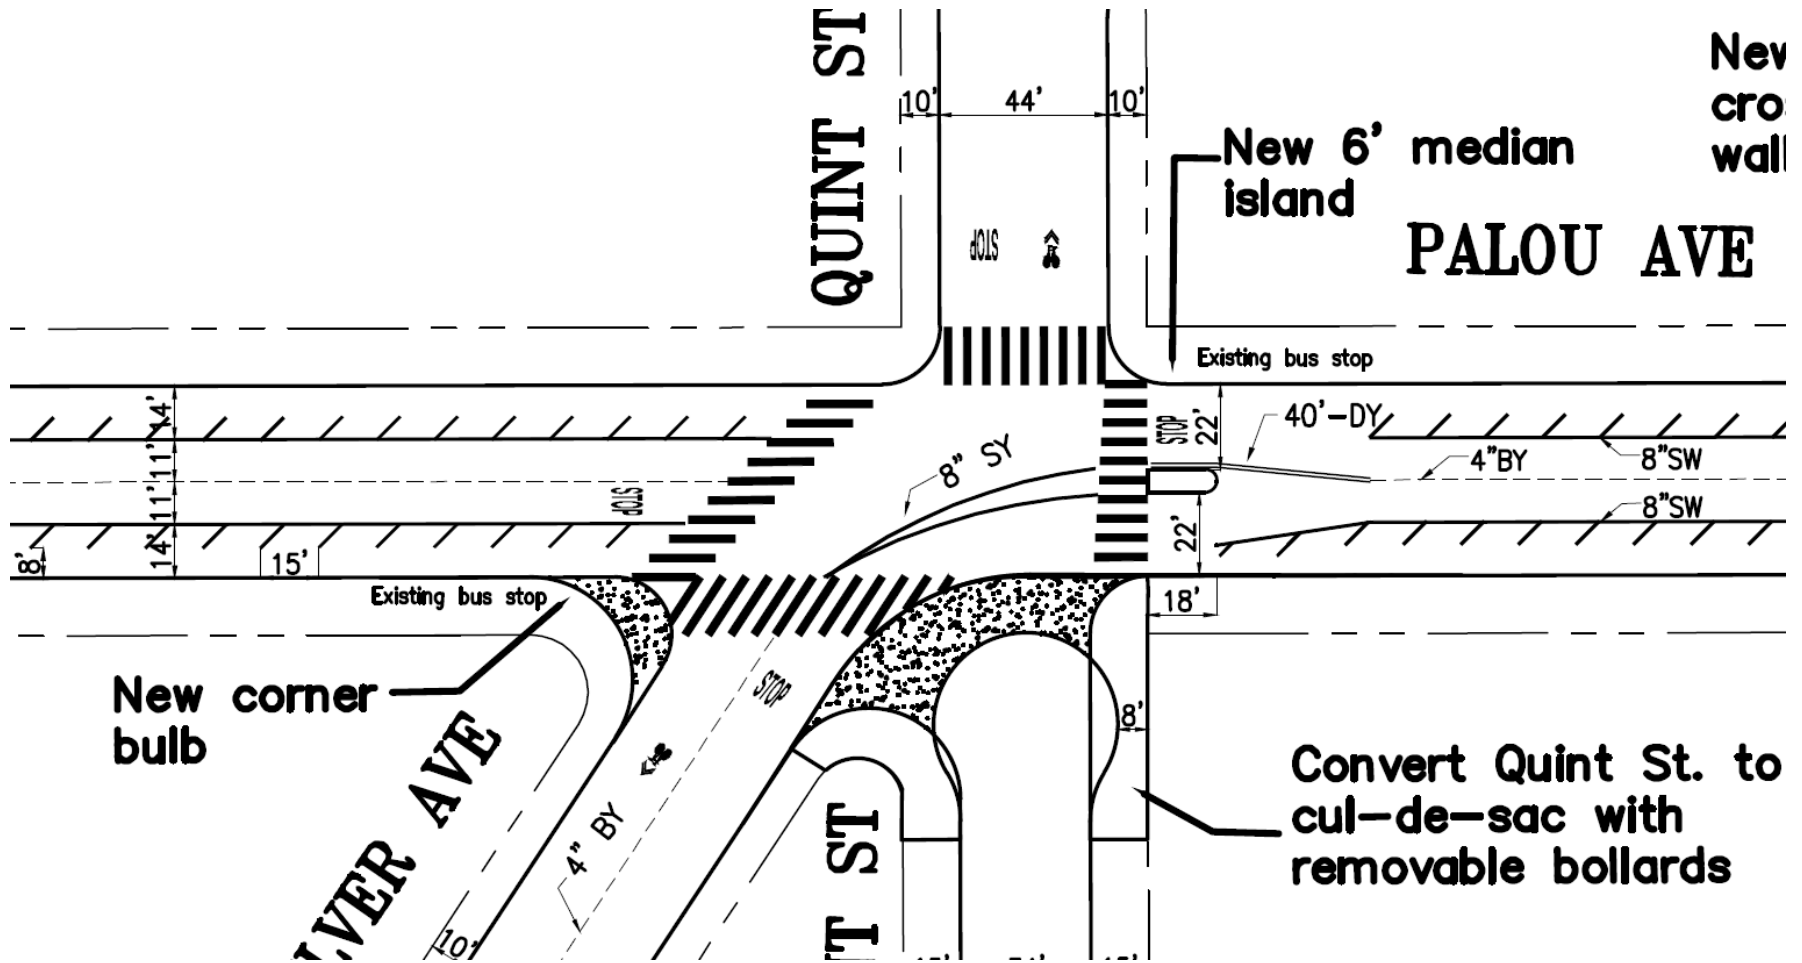 QUINT ST
10'
44'
10'
New 6' median
island
New
wall
PALOU AVE
STOP
Existing bus stop
14'
11'
11'
14'
8'
15'
STOP
8" SY
STOP
22'
22'
40'-DY
4"BY
8"SW
8"SW
18'
Existing bus stop
New corner
bulb
STOP
8'
4" BY
10'
Convert Quint St. to
cul-de-sac with
removable bollards
ST